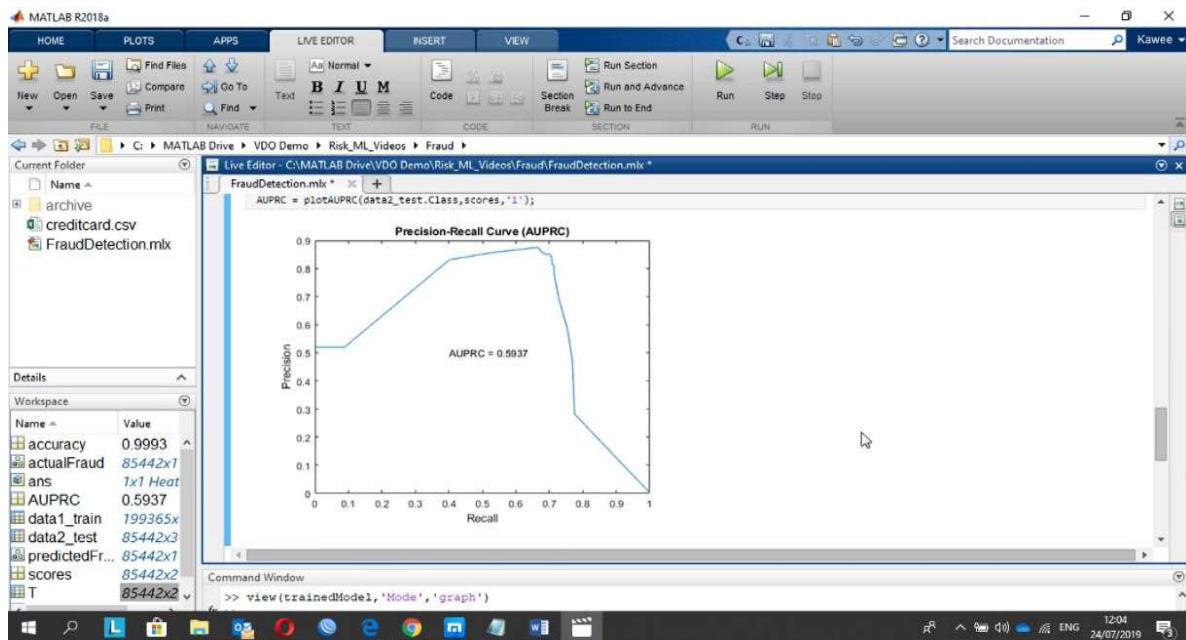 MATLAB R2018a
HOME PLOTS APPS LIVE EDITOR INSERT VIEW Search Documentation Kawee
New Open Save Find Files Compare Print
Go To Find
Text Normal B I U M
Code
Section Break Run Section Run and Advance Run to End
Run Step Stop
FILE NAVIGATE TEXT CODE SECTION RUN
C: MATLAB Drive VDO Demo Risk_ML_Videos Fraud
Current Folder
Name
archive
creditcard.csv
FraudDetection.mlx
Details
Workspace
Name Value
accuracy 0.9993
actualFraud 85442x1
ans 1x1 Heat
AUPRC 0.5937
data1_train 199365x
data2_test 85442x3
predictedFr... 85442x1
scores 85442x2
T 85442x2
Live Editor - C:\MATLAB Drive\VDO Demo\Risk_ML_Videos\Fraud\FraudDetection.mlx *
FraudDetection.mlx * +
AUPRC = plotAUPRC(data2_test.Class,scores,'1');
Precision-Recall Curve (AUPRC)
0.9
0.8
0.7
0.6
0.5
0.4
0.3
0.2
0.1
0
Precision
AUPRC = 0.5937
0 0.1 0.2 0.3 0.4 0.5 0.6 0.7 0.8 0.9 1
Recall
Command Window
>> view(trainedModel,'Mode','graph')
ENG 12:04
24/07/2019